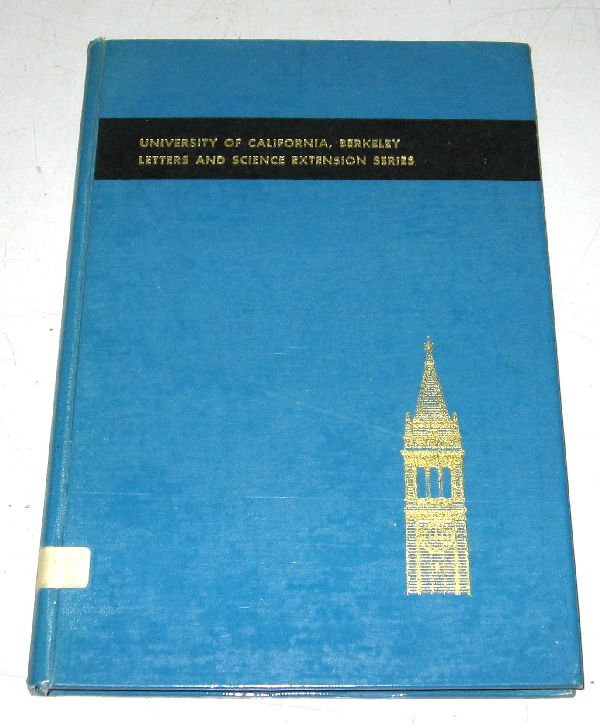 UNIVERSITY OF CALIFORNIA, BERKELEY
LETTERS AND SCIENCE EXTENSION SERIES